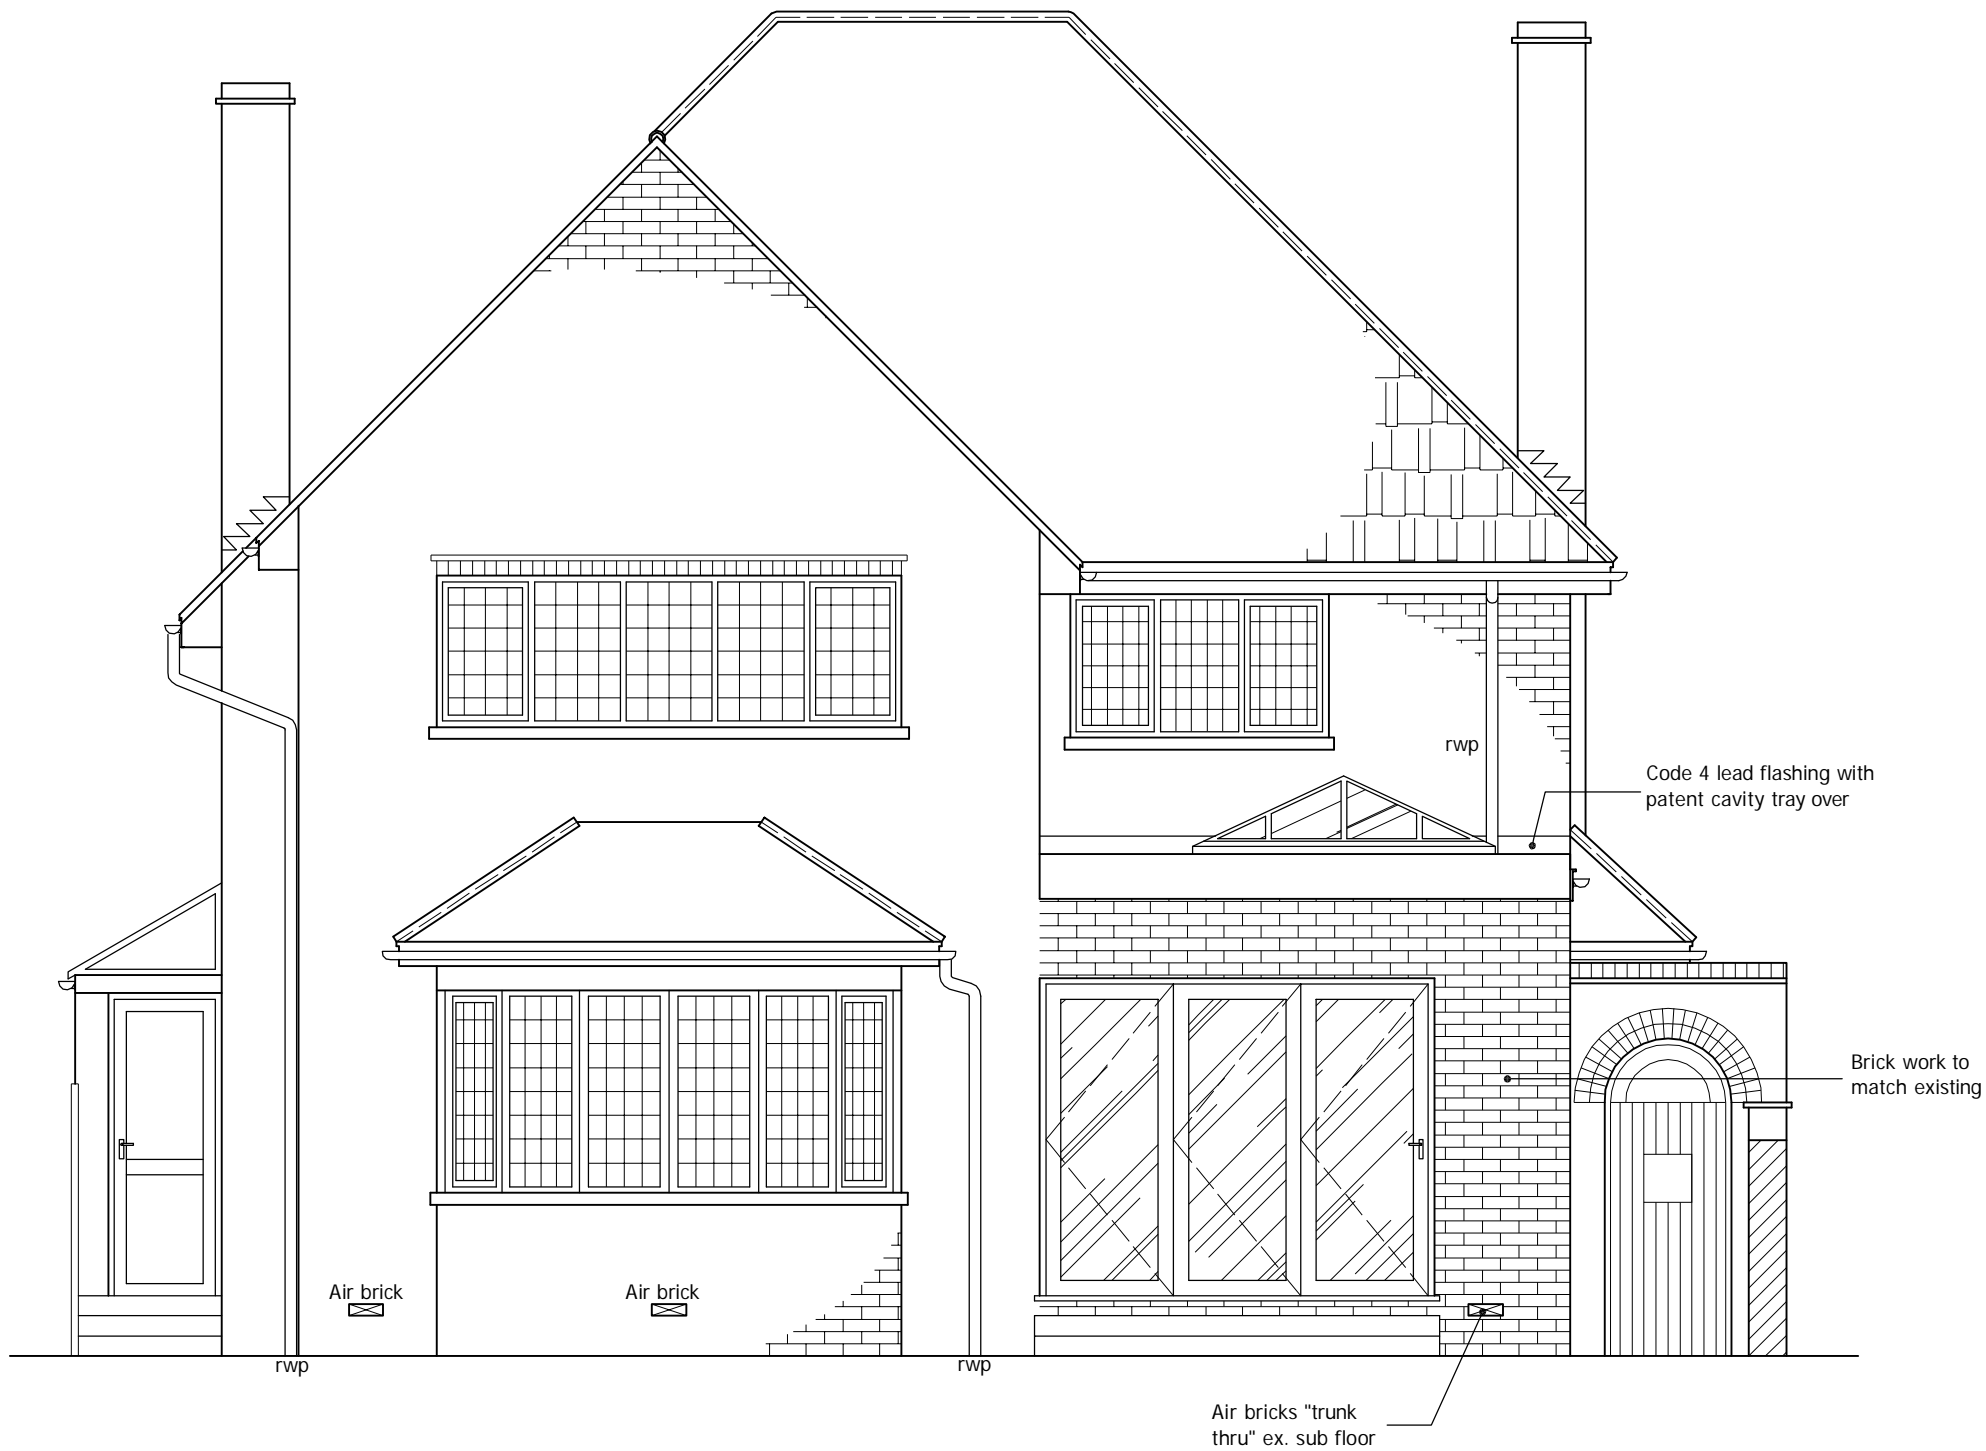 rwp
Code 4 lead flashing with
patent cavity tray over
Brick work to
match existing
Air brick
Air brick
rwp
rwp
Air bricks "trunk
thru" ex. sub floor